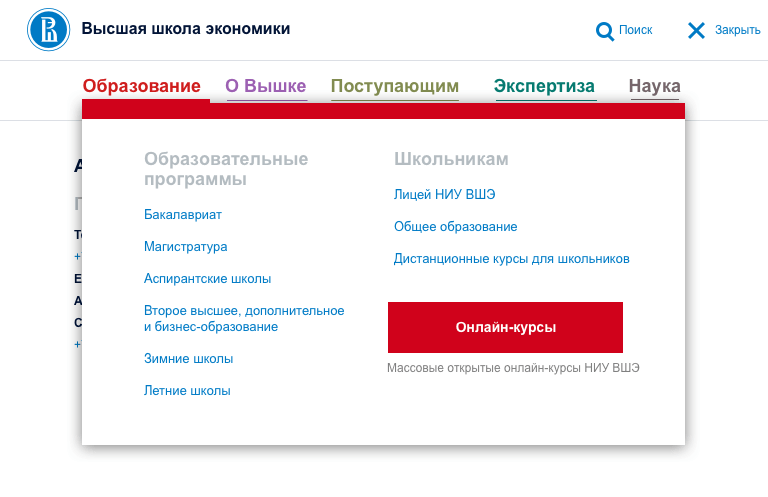 Высшая школа экономики
Поиск
Закрыть
Образование
О Вышке
Поступающим
Экспертиза
Наука
Образовательные
программы
Бакалавриат
Магистратура
Аспирантские школы
Второе высшее, дополнительное
и бизнес-образование
Зимние школы
Летние школы
Школьникам
Лицей НИУ ВШЭ
Общее образование
Дистанционные курсы для школьников
Онлайн-курсы
Массовые открытые онлайн-курсы НИУ ВШЭ